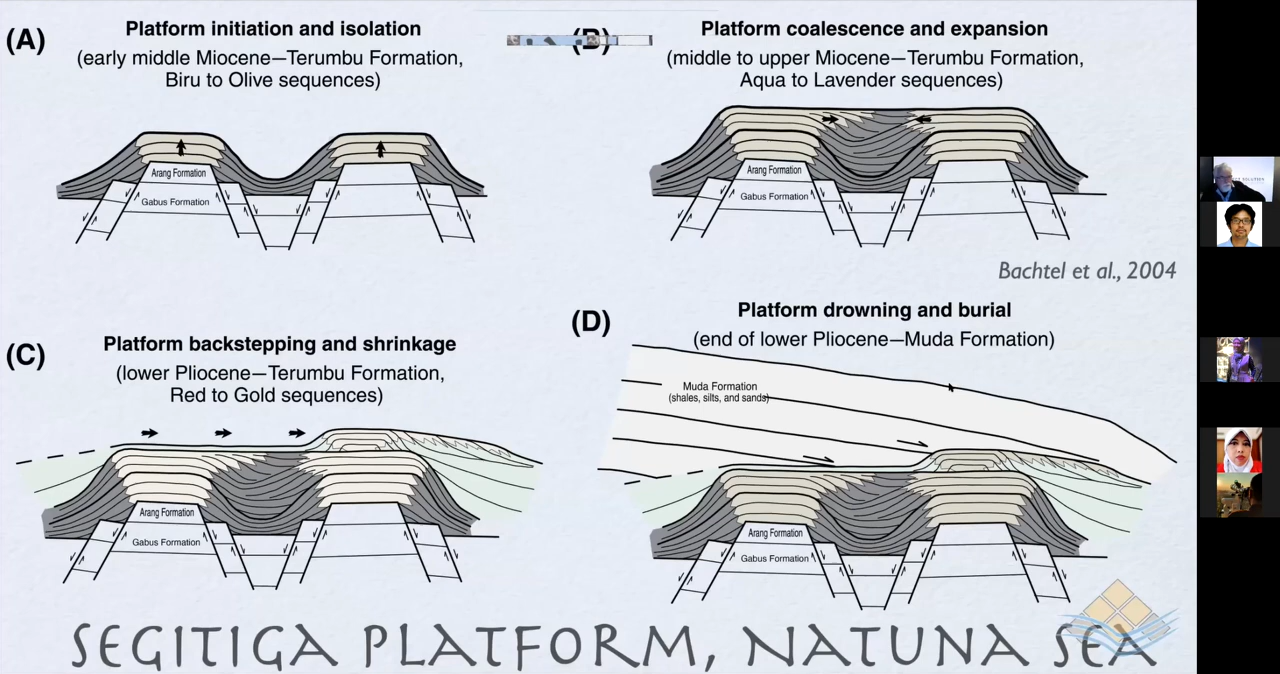 (A)
Platform initiation and isolation
(early middle Miocene—Terumbu Formation,
Biru to Olive sequences)
Arang Formation
Gabus Formation
(B)
Platform coalescence and expansion
(middle to upper Miocene—Terumbu Formation,
Aqua to Lavender sequences)
Arang Formation
Gabus Formation
Bachtel et al., 2004
(C)
Platform backstepping and shrinkage
(lower Pliocene—Terumbu Formation,
Red to Gold sequences)
Arang Formation
Gabus Formation
(D)
Platform drowning and burial
(end of lower Pliocene—Muda Formation)
Muda Formation
(shales, silts, and sands)
Arang Formation
Gabus Formation
SEGITIGA PLATFORM, NATUNA SEA